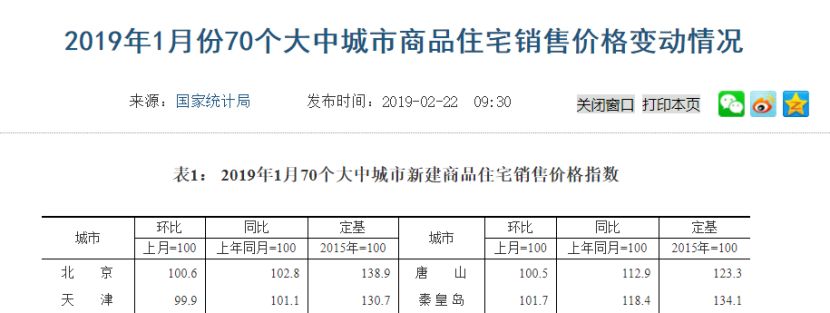 2019年1月份70个大中城市商品住宅销售价格变动情况
来源：国家统计局 发布时间：2019-02-22 09:30 关闭窗口 打印本页
表1： 2019年1月70个大中城市新建商品住宅销售价格指数
城市 环比 同比 定基 城市 环比 同比 定基
上月=100 上年同月=100 2015年=100 上月=100 上年同月=100 2015年=100
北 京 100.6 102.8 138.9 唐 山 100.5 112.9 123.3
天 津 99.9 101.1 130.7 秦皇岛 101.7 118.4 134.1